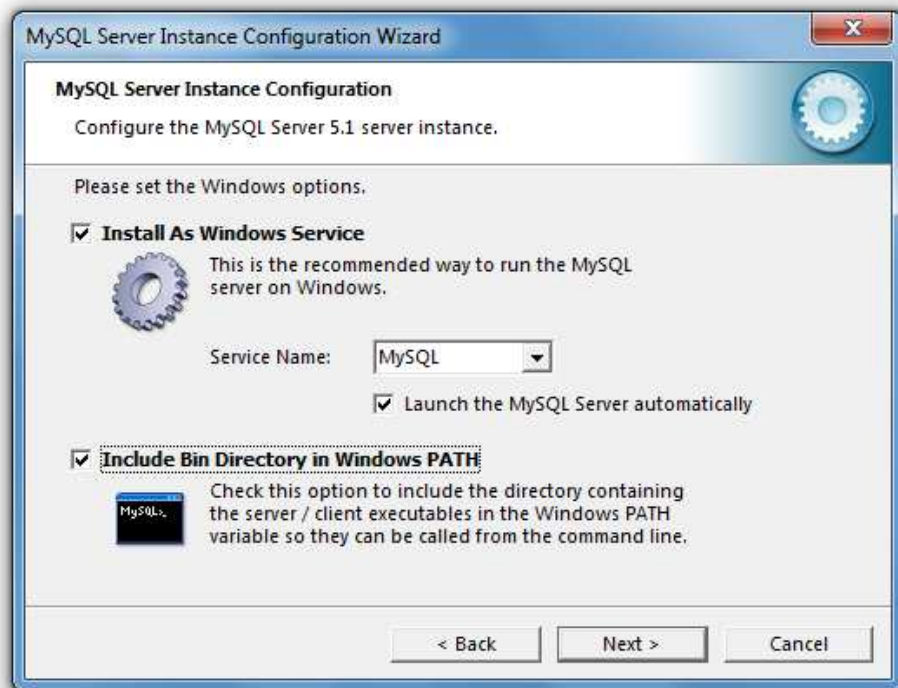 MySQL Server Instance Configuration Wizard
MySQL Server Instance Configuration
Configure the MySQL Server 5.1 server instance.
Please set the Windows options.
Install As Windows Service
This is the recommended way to run the MySQL
server on Windows.
Service Name: MySQL
Launch the MySQL Server automatically
Include Bin Directory in Windows PATH
MySQL>_
Check this option to include the directory containing
the server / client executables in the Windows PATH
variable so they can be called from the command line.
< Back Next > Cancel